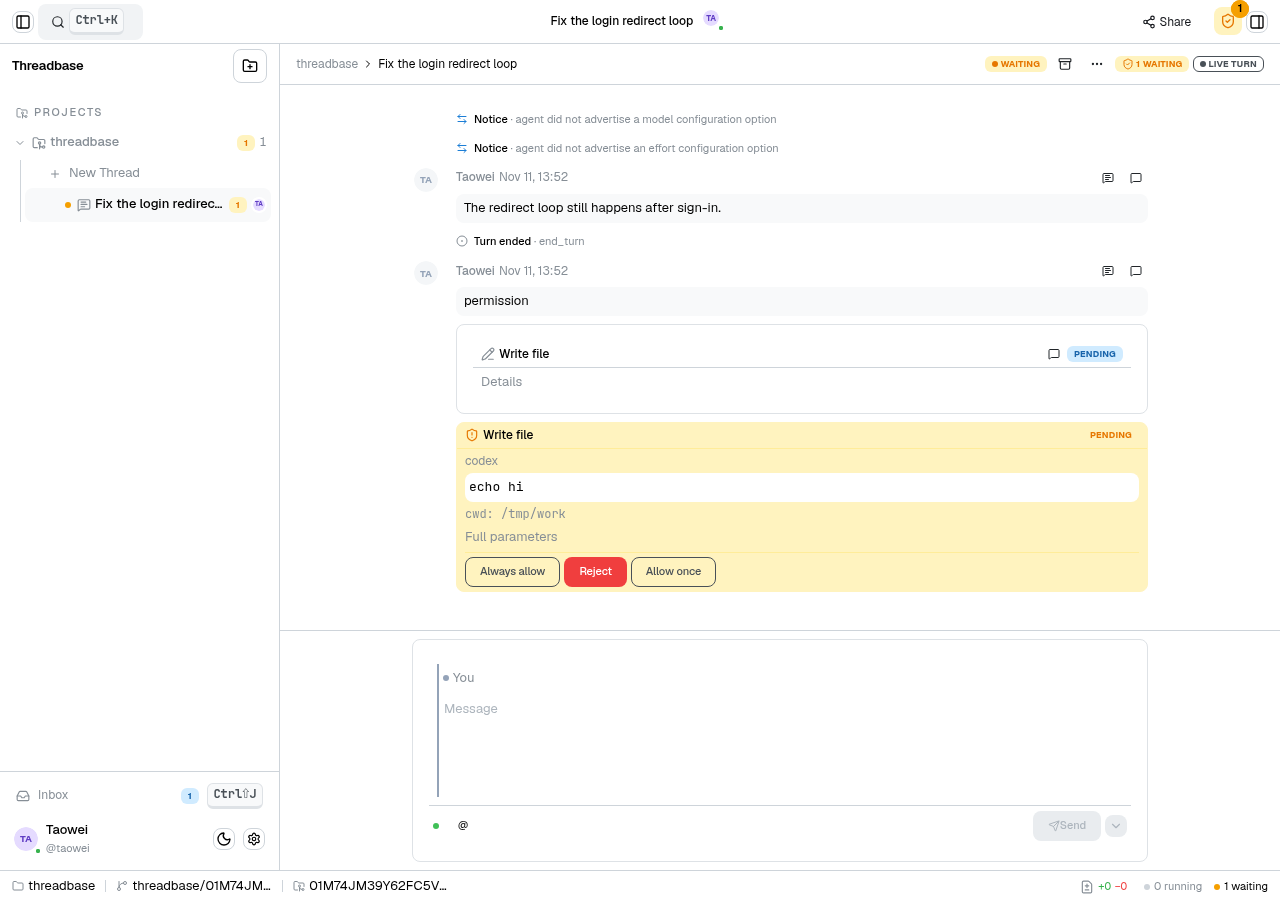 Ctrl+K
Fix the login redirect loop
TA
Share
1
Threadbase
threadbase > Fix the login redirect loop
WAITING
1 WAITING
LIVE TURN
PROJECTS
threadbase
1
1
New Thread
Fix the login redirec...
1
TA
Notice · agent did not advertise a model configuration option
Notice · agent did not advertise an effort configuration option
TA
Taowei Nov 11, 13:52
The redirect loop still happens after sign-in.
Turn ended · end_turn
TA
Taowei Nov 11, 13:52
permission
Write file
PENDING
Details
Write file
PENDING
codex
echo hi
cwd: /tmp/work
Full parameters
Always allow
Reject
Allow once
You
Message
@
Send
Inbox
1
Ctrl⇧J
TA
Taowei
@taowei
threadbase
threadbase/01M74JM...
01M74JM39Y62FC5V...
+0 −0
0 running
1 waiting